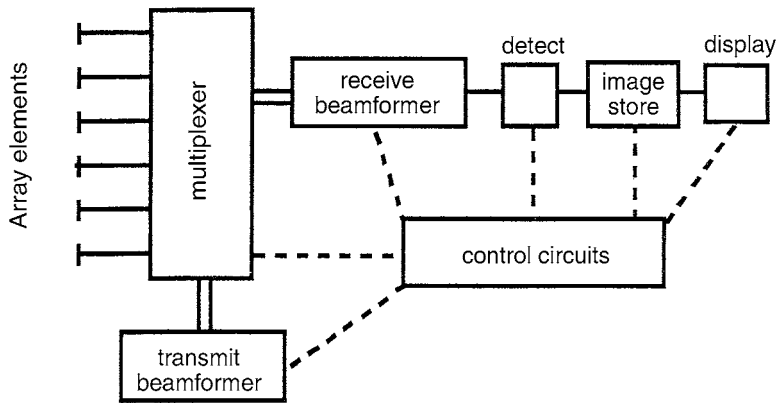 Array elements
multiplexer
receive
beamformer
detect
image
store
display
control circuits
transmit
beamformer